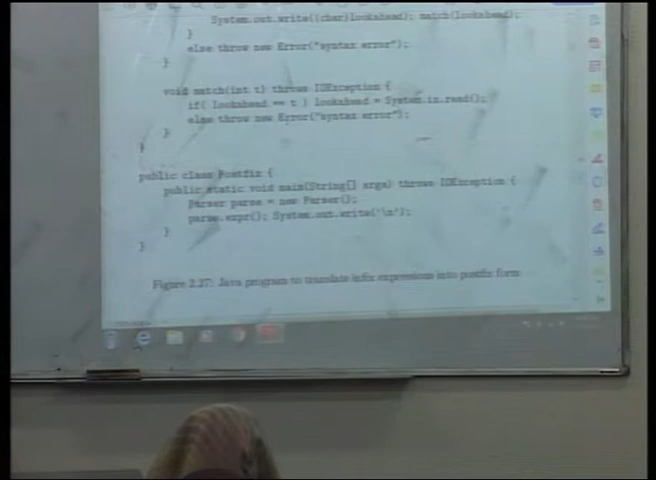 System.out.write((char)lookahead); match(lookahead);
}
else throw new Error("syntax error");
}
void match(int t) throws IOException {
if( lookahead == t ) lookahead = System.in.read();
else throw new Error("syntax error");
}
}
public class Postfix {
public static void main(String[] args) throws IOException {
Parser parse = new Parser();
parse.expr(); System.out.write('\n');
}
}
Figure 2.27: Java program to translate infix expressions into postfix form